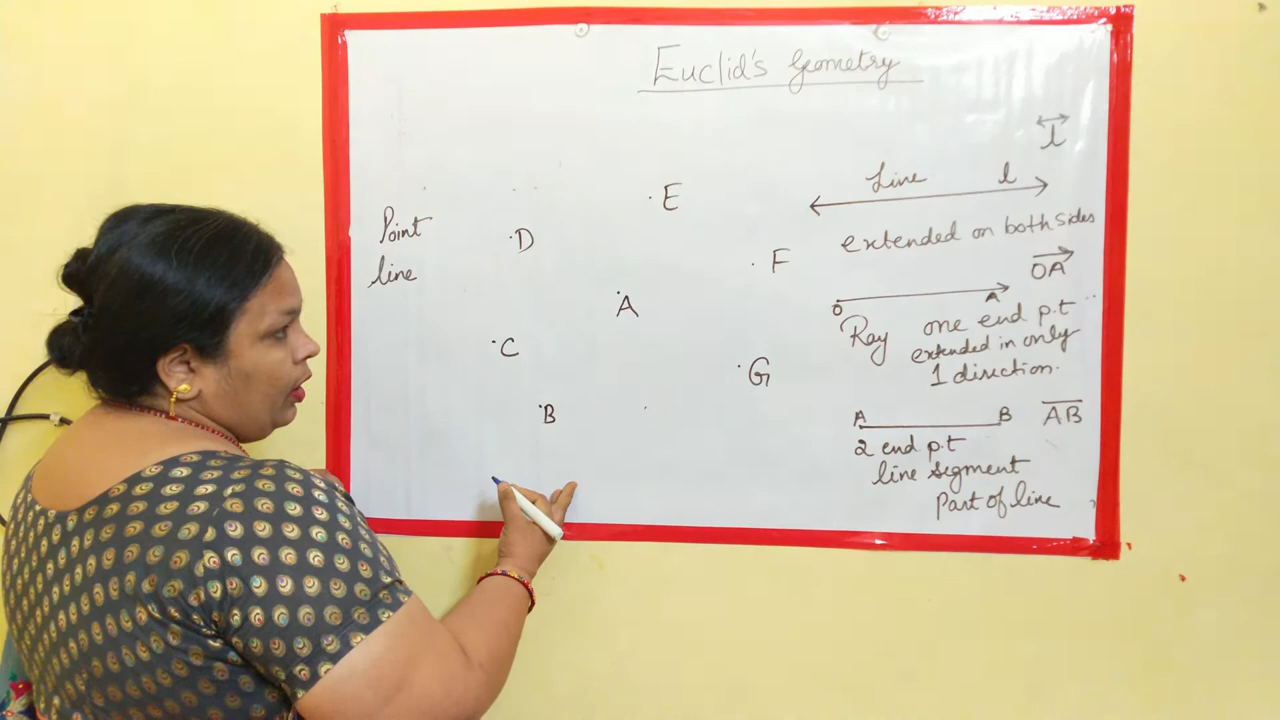 Euclid's Geometry
l
Line l
extended on both sides
Point
line
E
D
F
A
C
G
B
OA
O A
Ray one end p.t
extended in only
1 direction.
A B AB
2 end p.t
line segment
Part of line